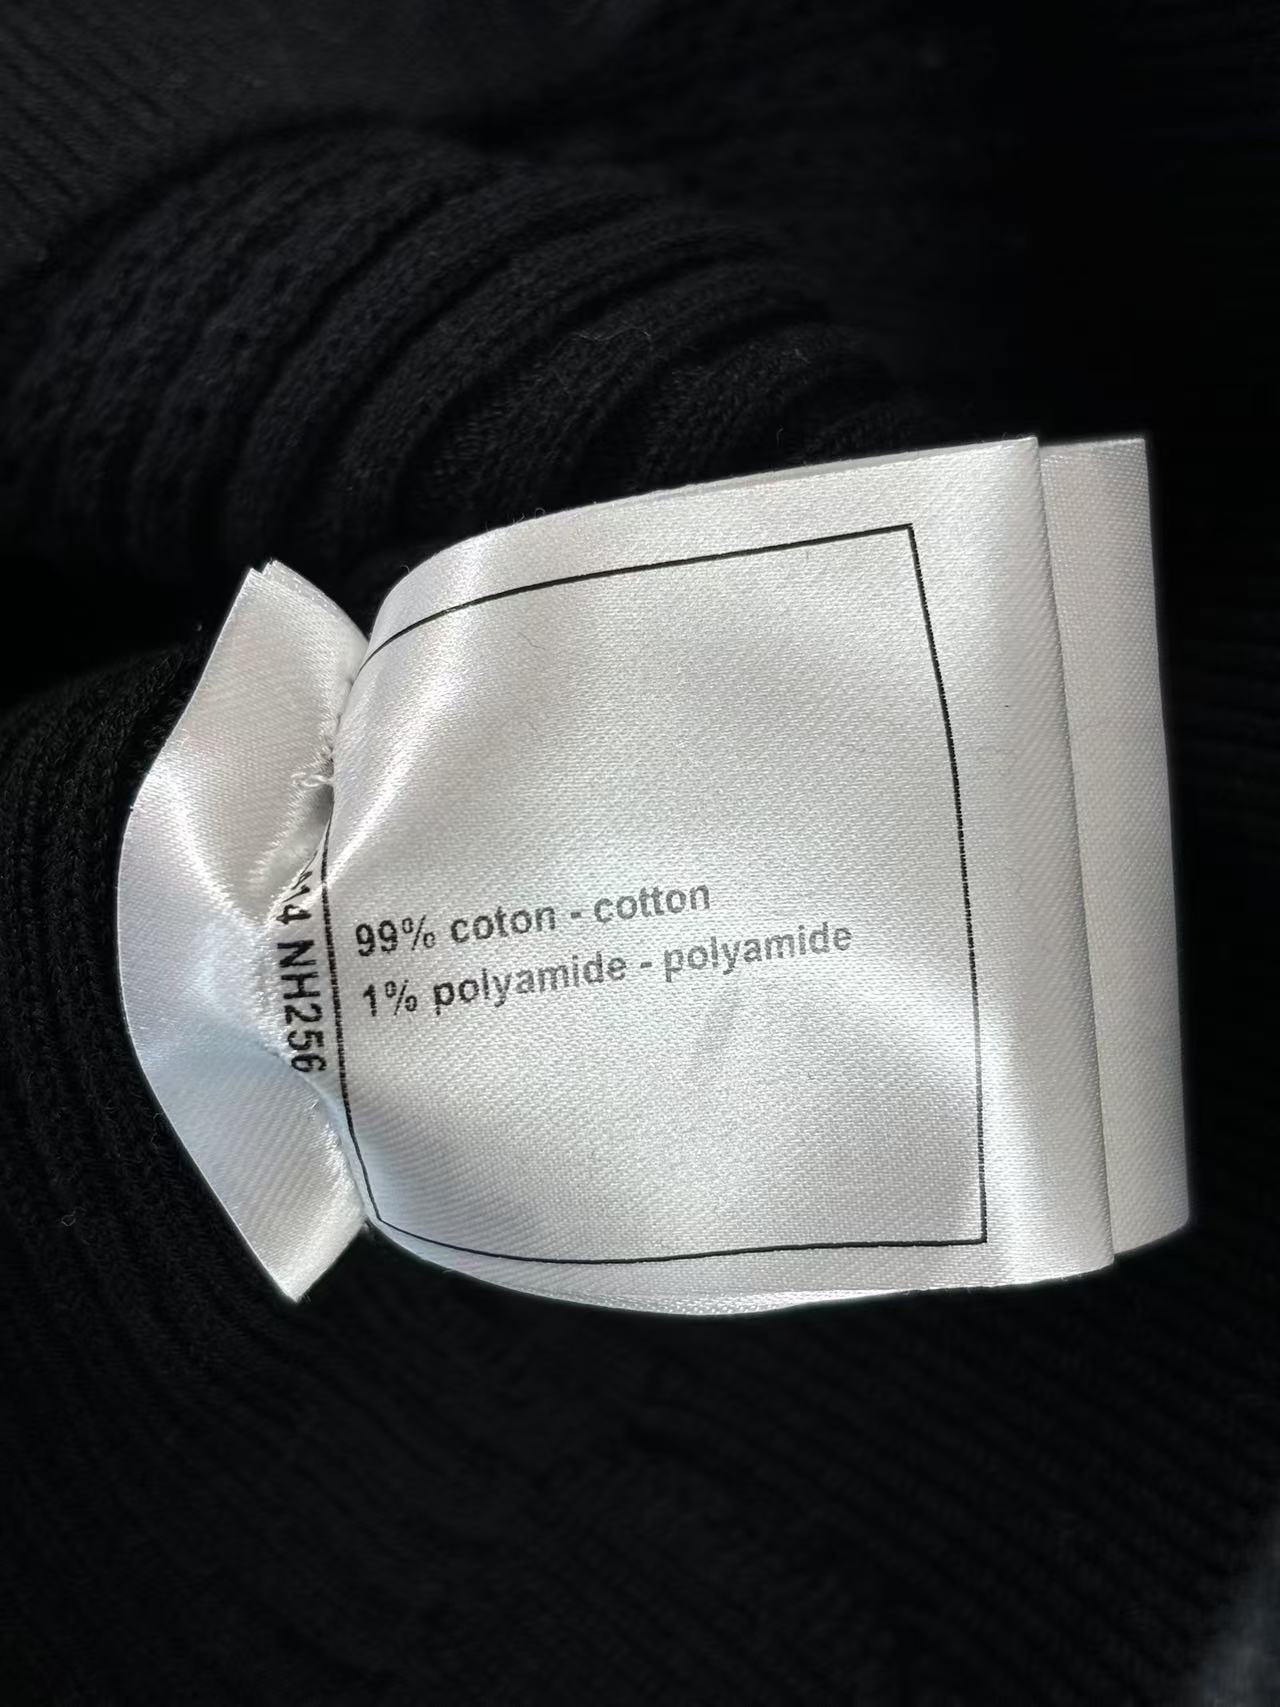 99% coton - cotton
1% polyamide - polyamide
NH256